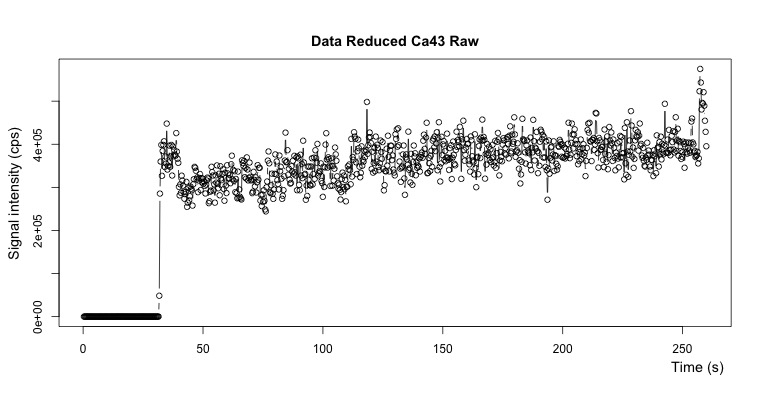 Data Reduced Ca43 Raw
Signal intensity (cps)
4e+05
2e+05
0e+00
0 50 100 150 200 250
Time (s)